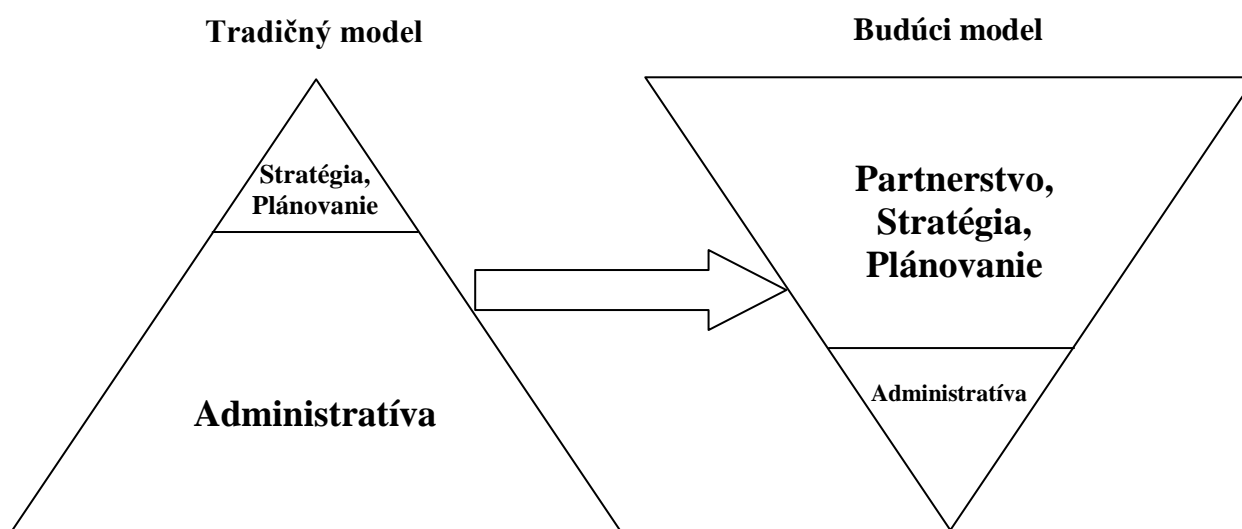 Tradičný model
Stratégia,
Plánovanie
Administratíva
Budúci model
Partnerstvo,
Stratégia,
Plánovanie
Administratíva